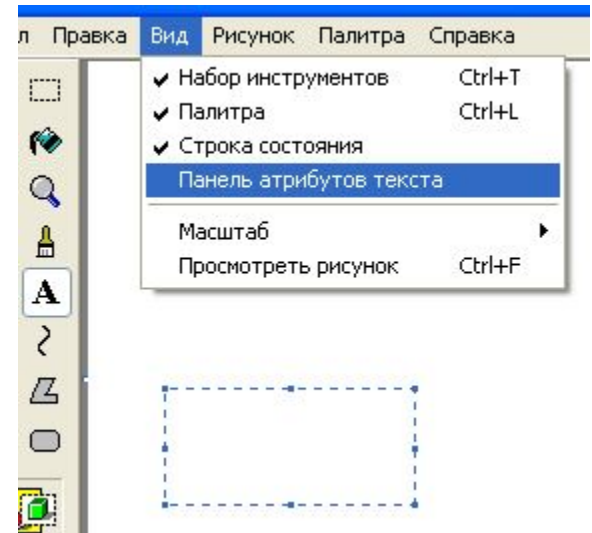 л Правка Вид Рисунок Палитра Справка
Набор инструментов Ctrl+T
Палитра Ctrl+L
Строка состояния
Панель атрибутов текста
Масштаб
Просмотреть рисунок Ctrl+F
A